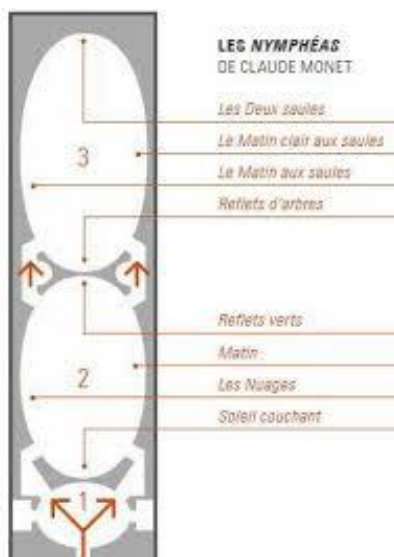 LES NYMPHÉAS
DE CLAUDE MONET
Les Deux saules
Le Matin clair aux saules
3
Le Matin aux saules
Reflets d'arbres
Reflets verts
Matin
2
Les Nuages
Soleil couchant
1